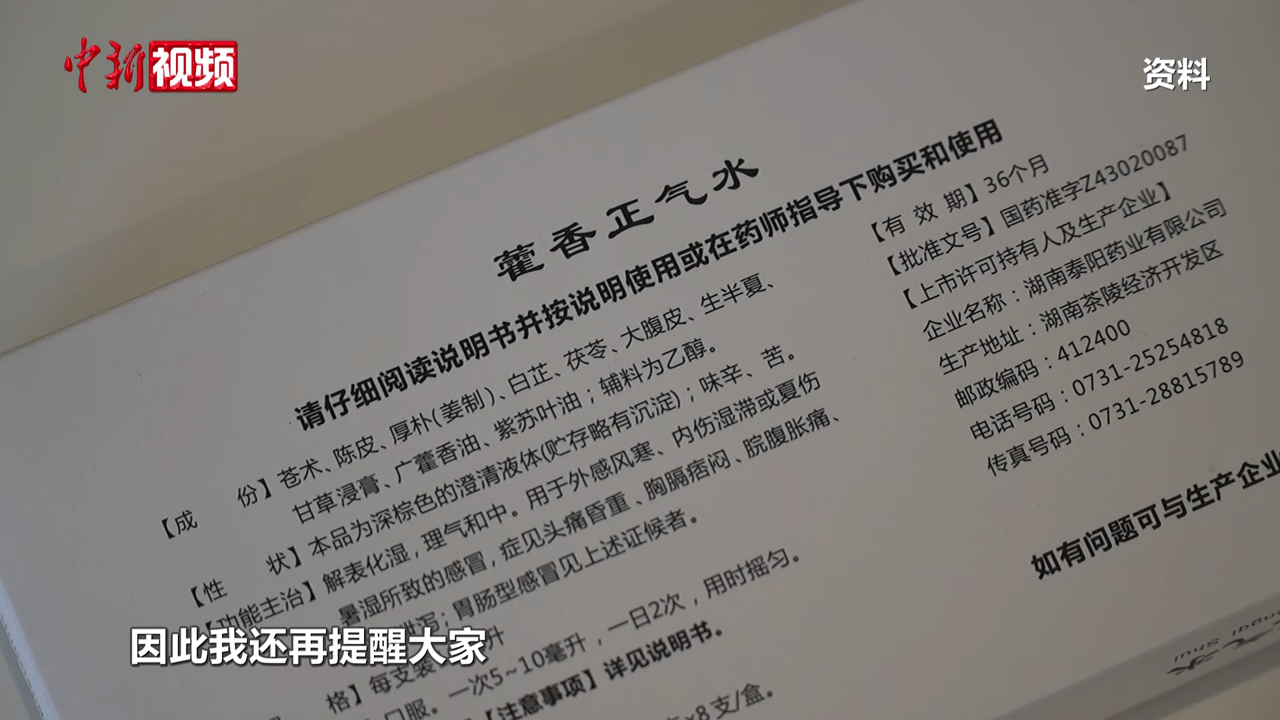 中新视频
资料
藿香正气水
请仔细阅读说明书并按说明使用或在药师指导下购买和使用
【成 份】苍术、陈皮、厚朴(姜制)、白芷、茯苓、大腹皮、生半夏、
甘草浸膏、广藿香油、紫苏叶油；辅料为乙醇。
【性 状】本品为深棕色的澄清液体(贮存略有沉淀)；味辛、苦。
【功能主治】解表化湿，理气和中。用于外感风寒、内伤湿滞或夏伤
暑湿所致的感冒，症见头痛昏重、胸膈痞闷、脘腹胀痛、
泄泻；胃肠型感冒见上述证候者。
格】每支装
升
口服。一次5~10毫升，一日2次，用时摇匀。
【注意事项】详见说明书。
×8支/盒。
【有 效 期】36个月
【批准文号】国药准字Z43020087
【上市许可持有人及生产企业】
企业名称：湖南泰阳药业有限公司
生产地址：湖南茶陵经济开发区
邮政编码：412400
电话号码：0731-25254818
传真号码：0731-28815789
如有问题可与生产企业
水
Shui
因此我还再提醒大家